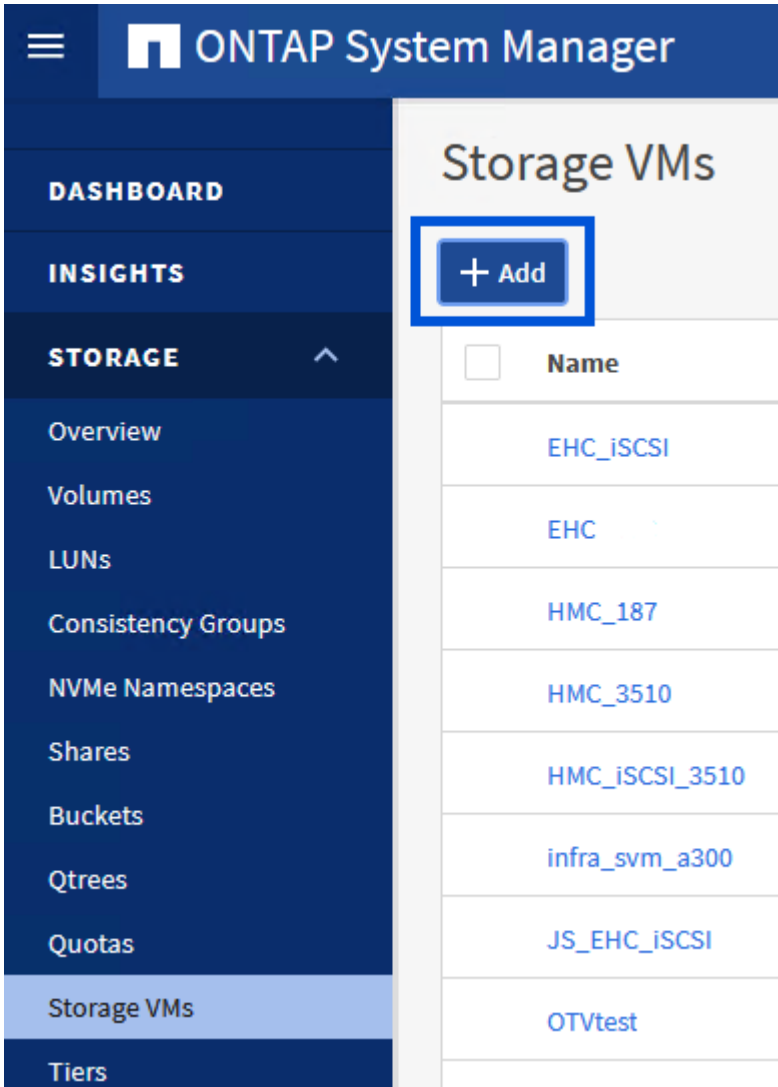 ONTAP System Manager
DASHBOARD
INSIGHTS
STORAGE
Overview
Volumes
LUNs
Consistency Groups
NVMe Namespaces
Shares
Buckets
Qtrees
Quotas
Storage VMs
Tiers
Storage VMs
+ Add
Name
EHC_iSCSI
EHC
HMC_187
HMC_3510
HMC_iSCSI_3510
infra_svm_a300
JS_EHC_iSCSI
OTVtest